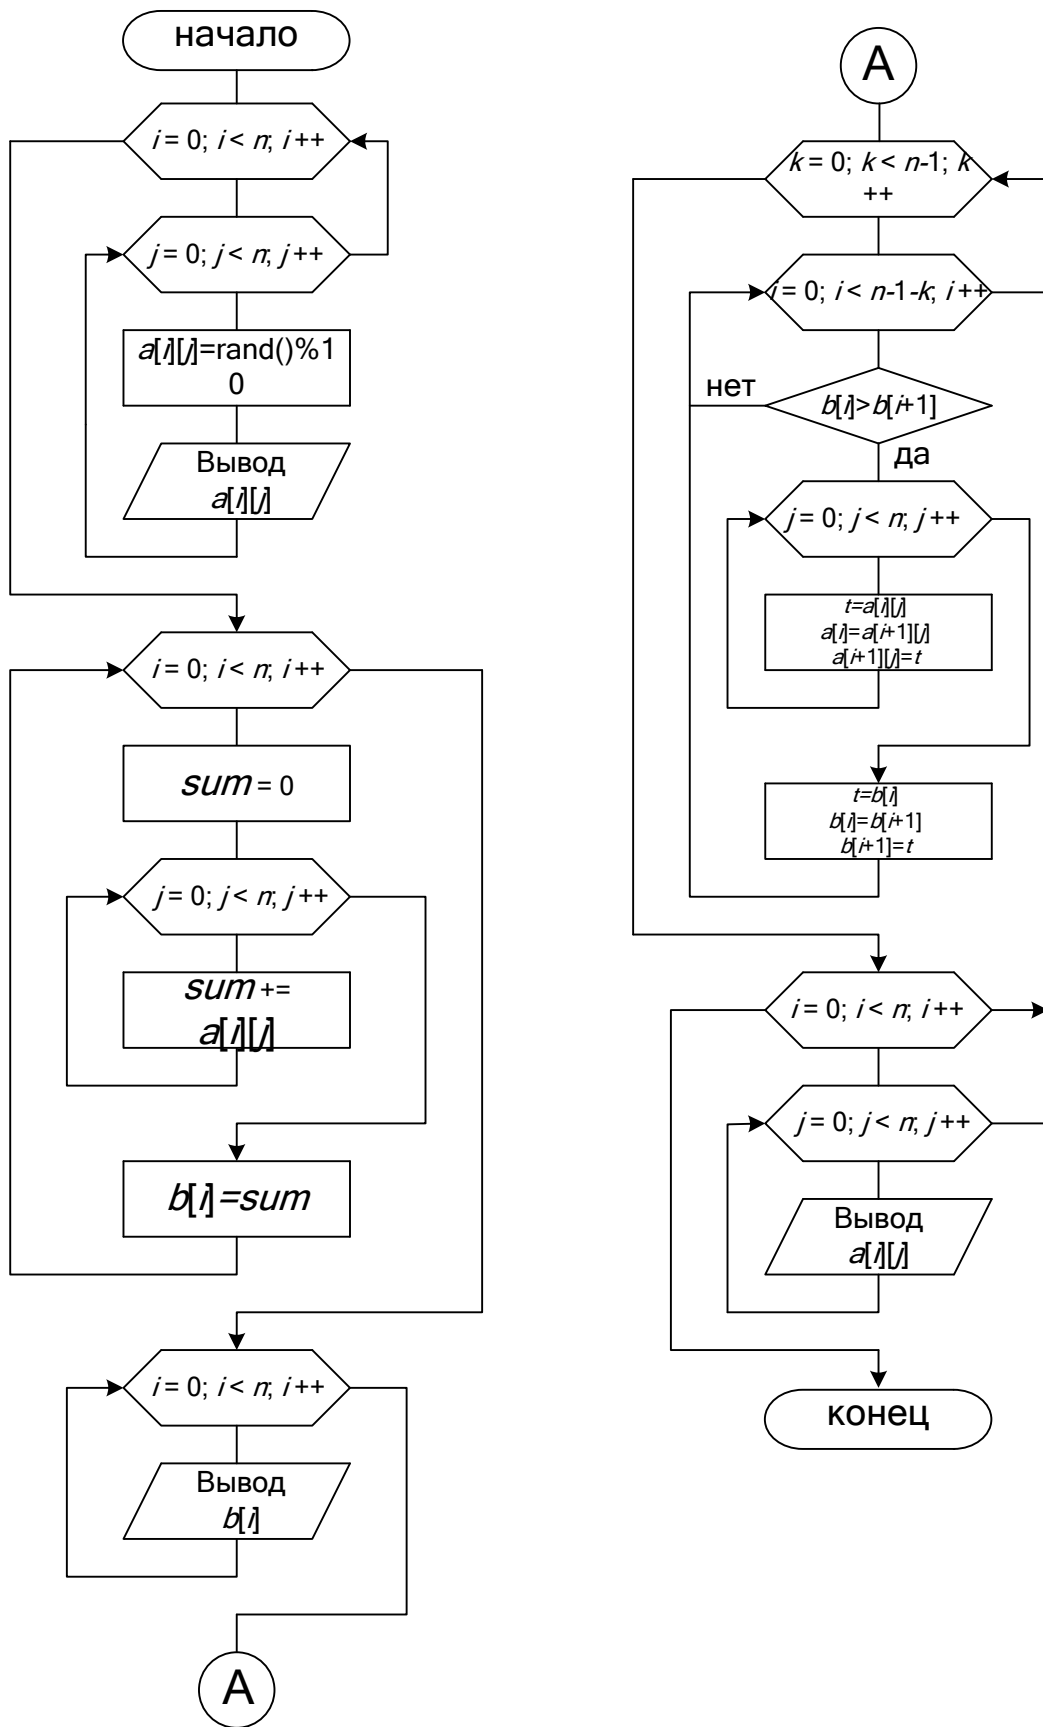 начало
i = 0; i < n; i ++
j = 0; j < n; j ++
a[i][j]=rand()%1
0
Вывод
a[i][j]
i = 0; i < n; i ++
sum = 0
j = 0; j < n; j ++
sum +=
a[i][j]
b[i]=sum
i = 0; i < n; i ++
Вывод
b[i]
А
А
k = 0; k < n-1; k
++
i = 0; i < n-1-k; i ++
нет
b[i]>b[i+1]
да
j = 0; j < n; j ++
t=a[i][j]
a[i]=a[i+1][j]
a[i+1][j]=t
t=b[i]
b[i]=b[i+1]
b[i+1]=t
i = 0; i < n; i ++
j = 0; j < n; j ++
Вывод
a[i][j]
конец